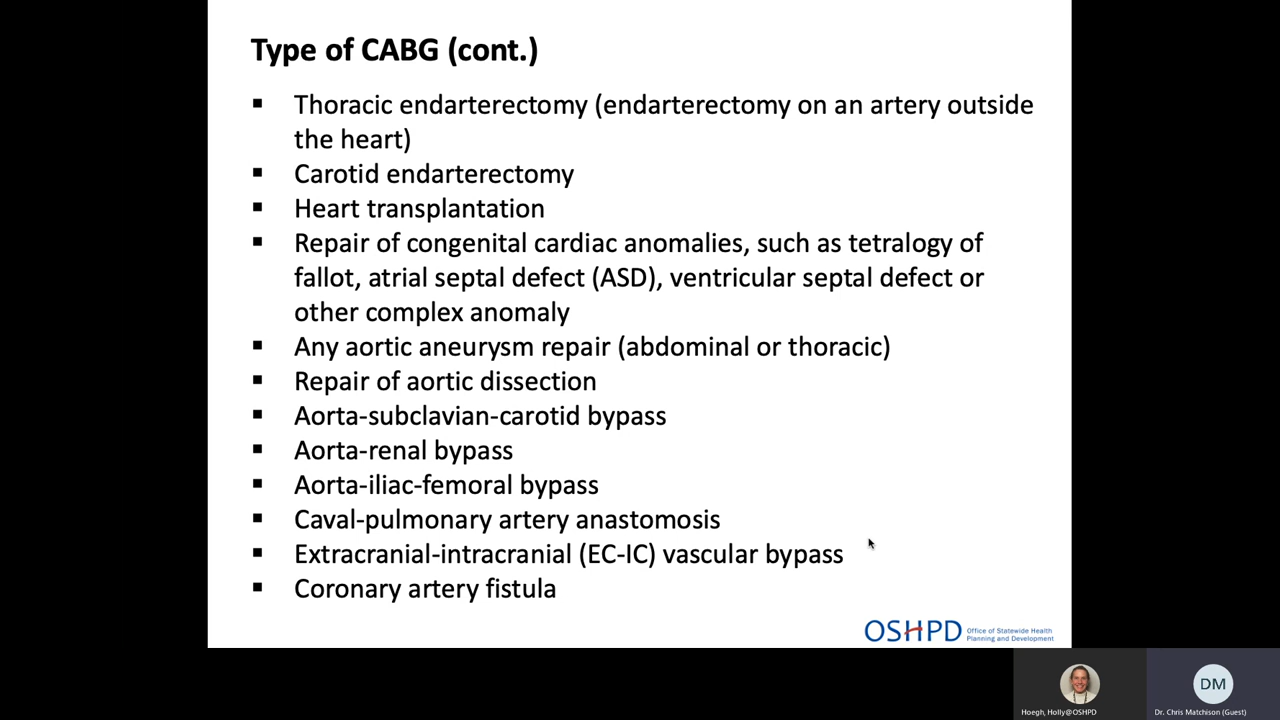 Type of CABG (cont.)
▪ Thoracic endarterectomy (endarterectomy on an artery outside
the heart)
▪ Carotid endarterectomy
▪ Heart transplantation
▪ Repair of congenital cardiac anomalies, such as tetralogy of
fallot, atrial septal defect (ASD), ventricular septal defect or
other complex anomaly
▪ Any aortic aneurysm repair (abdominal or thoracic)
▪ Repair of aortic dissection
▪ Aorta-subclavian-carotid bypass
▪ Aorta-renal bypass
▪ Aorta-iliac-femoral bypass
▪ Caval-pulmonary artery anastomosis
▪ Extracranial-intracranial (EC-IC) vascular bypass
▪ Coronary artery fistula
OSHPD
Office of Statewide Health
Planning and Development
DM
Hoegh, Holly@OSHPD
Dr. Chris Matchison (Guest)